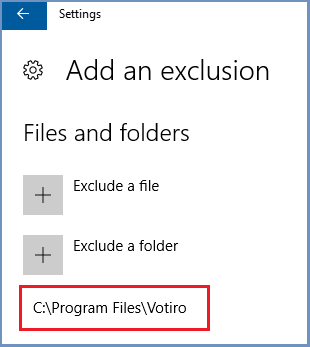 Settings
Add an exclusion
Files and folders
Exclude a file
Exclude a folder
C:\Program Files\Votiro